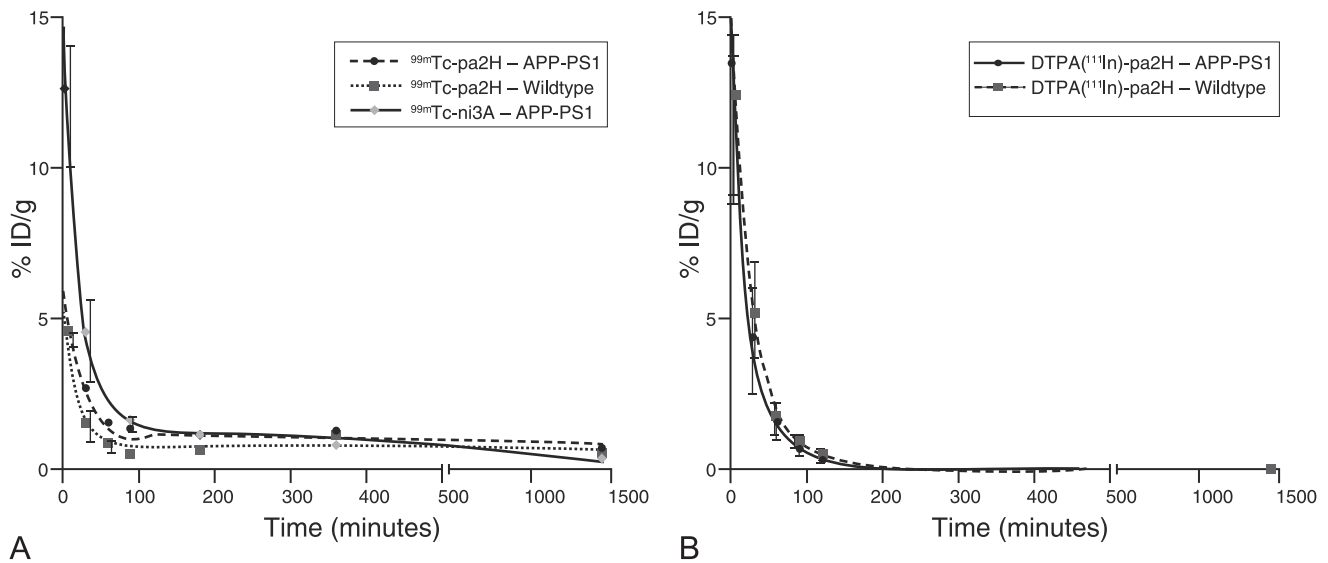 15
10
5
0
% ID/g
⁹⁹ᵐTc-pa2H – APP-PS1
⁹⁹ᵐTc-pa2H – Wildtype
⁹⁹ᵐTc-ni3A – APP-PS1
0 100 200 300 400 500 1000 1500
Time (minutes)
A
15
10
5
0
% ID/g
DTPA(¹¹¹In)-pa2H – APP-PS1
DTPA(¹¹¹In)-pa2H – Wildtype
0 100 200 300 400 500 1000 1500
Time (minutes)
B